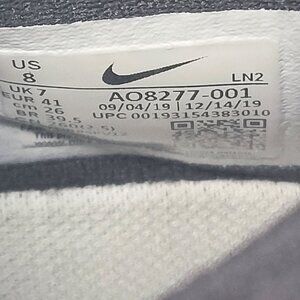 US
8
LN2
UK 7
EUR 41
cm 26
BR 39.5
AO8277-001
09/04/19 | 12/14/19
UPC 00193154383010